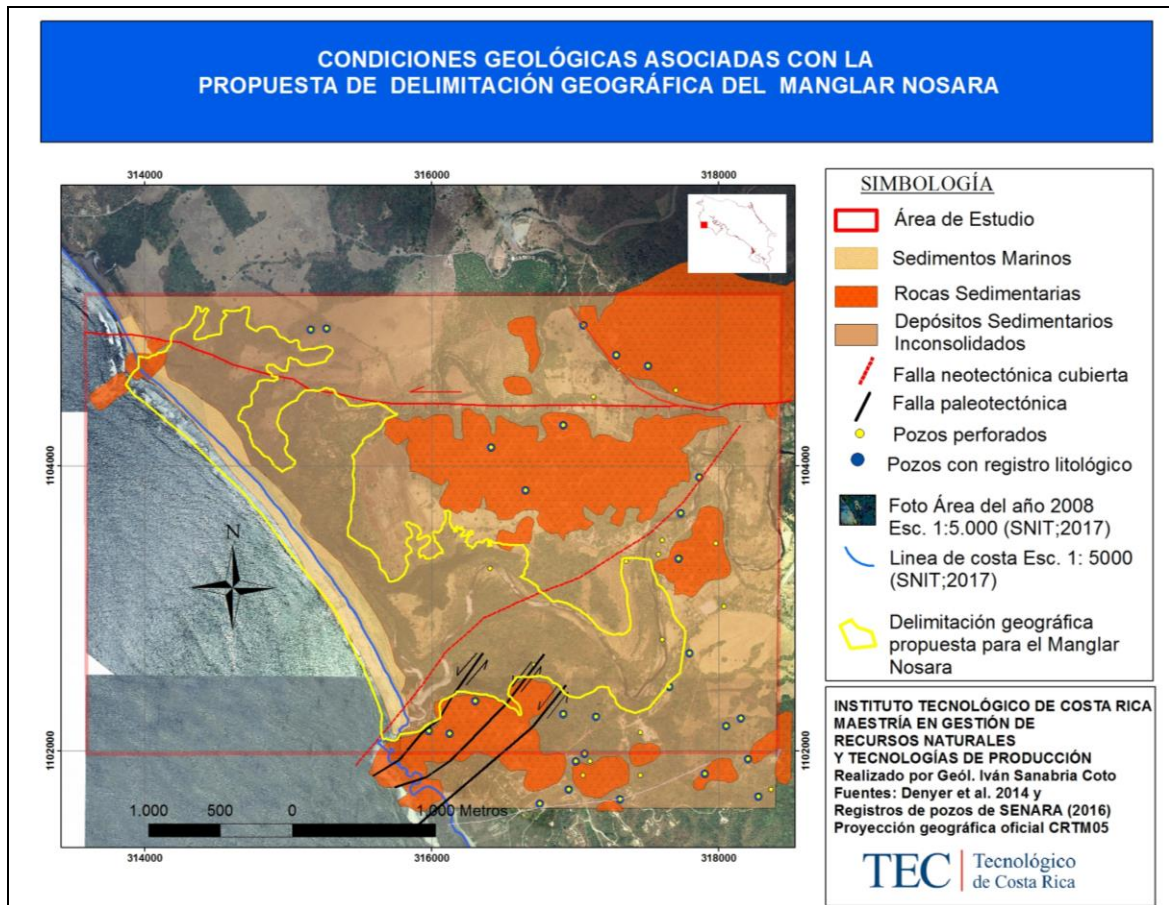 CONDICIONES GEOLÓGICAS ASOCIADAS CON LA
PROPUESTA DE  DELIMITACIÓN GEOGRÁFICA DEL  MANGLAR NOSARA
314000
316000
318000
1104000
1102000
1104000
1102000
N
1.000
500
0
1.000 Metros
314000
316000
318000
SIMBOLOGÍA
Área de Estudio
Sedimentos Marinos
Rocas Sedimentarias
Depósitos Sedimentarios
Inconsolidados
Falla neotectónica cubierta
Falla paleotectónica
Pozos perforados
Pozos con registro litológico
Foto Área del año 2008
Esc. 1:5.000 (SNIT;2017)
Linea de costa Esc. 1: 5000
(SNIT;2017)
Delimitación geográfica
propuesta para el Manglar
Nosara
INSTITUTO TECNOLÓGICO DE COSTA RICA
MAESTRÍA EN GESTIÓN DE
RECURSOS NATURALES
Y TECNOLOGÍAS DE PRODUCCIÓN
Realizado por Geól. Iván Sanabria Coto
Fuentes: Denyer et al. 2014 y
Registros de pozos de SENARA (2016)
Proyección geográfica oficial CRTM05
TEC
Tecnológico
de Costa Rica